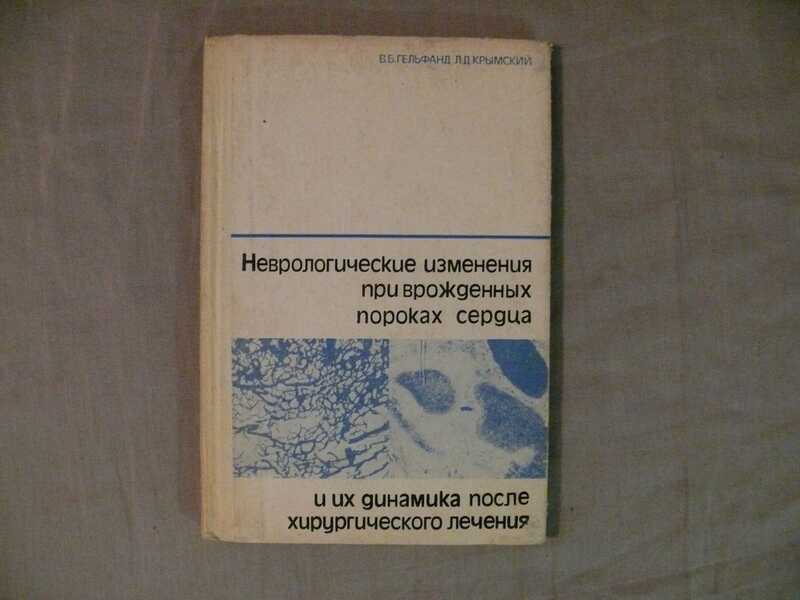 В.Б.ГЕЛЬФАНД Л.Д.КРЫМСКИЙ
Неврологические изменения
при врожденных
пороках сердца
и их динамика после
хирургического лечения